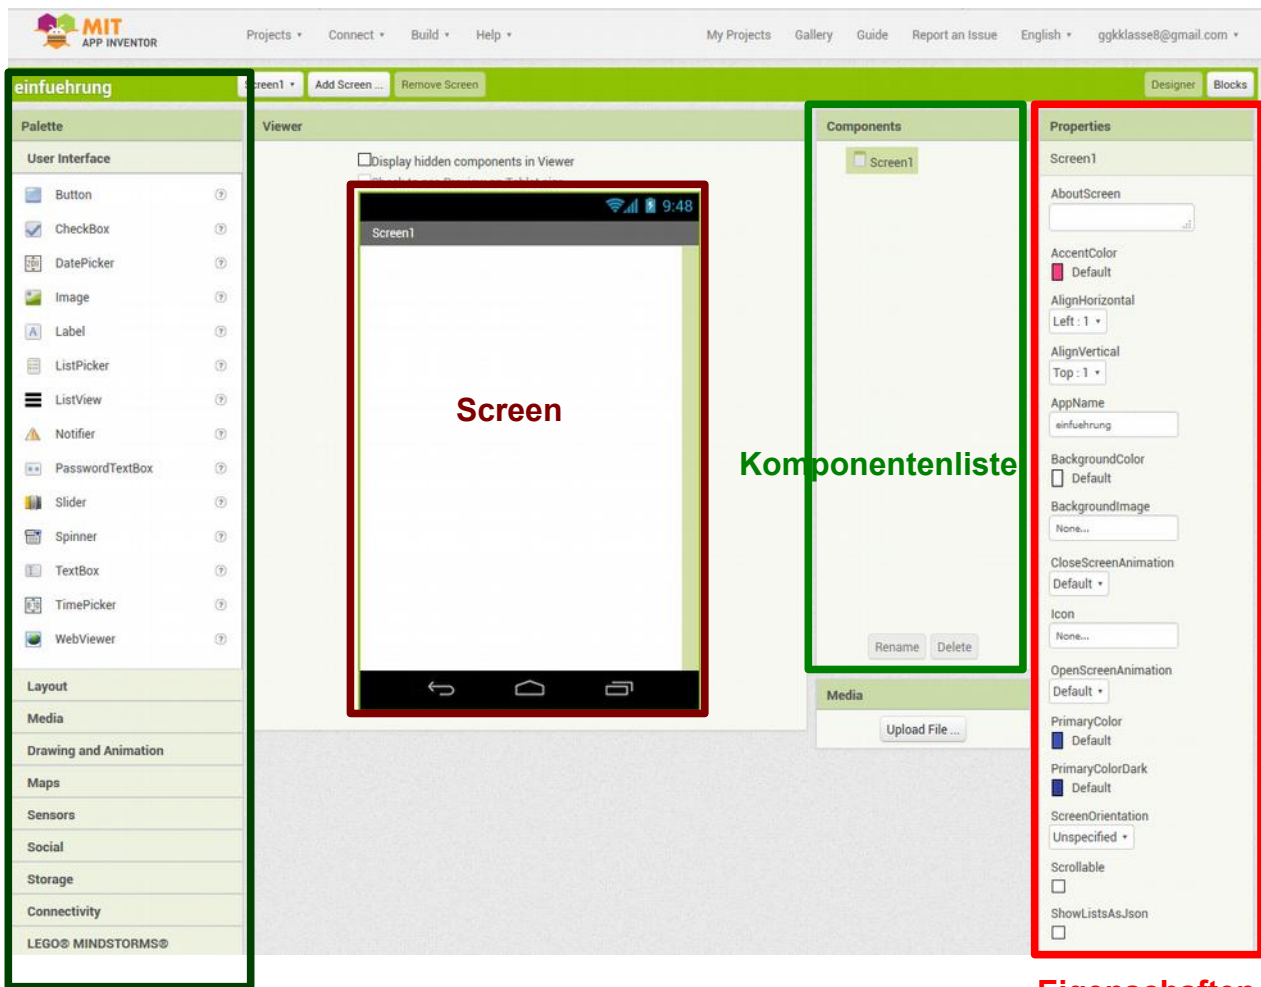 MIT
APP INVENTOR
Projects Connect Build Help My Projects Gallery Guide Report an Issue English ggkklasse8@gmail.com
einfuehrung Screen1 Add Screen ... Remove Screen Designer Blocks
Palette
User Interface
Button
CheckBox
DatePicker
Image
Label
ListPicker
ListView
Notifier
PasswordTextBox
Slider
Spinner
TextBox
TimePicker
WebViewer
Layout
Media
Drawing and Animation
Maps
Sensors
Social
Storage
Connectivity
LEGO® MINDSTORMS®
Viewer
Display hidden components in Viewer
9:48
Screen1
Screen
Components
Screen1
Komponentenliste
Rename Delete
Media
Upload File ...
Properties
Screen1
AboutScreen
AccentColor
Default
AlignHorizontal
Left : 1
AlignVertical
Top : 1
AppName
einfuehrung
BackgroundColor
Default
BackgroundImage
None...
CloseScreenAnimation
Default
Icon
None...
OpenScreenAnimation
Default
PrimaryColor
Default
PrimaryColorDark
Default
ScreenOrientation
Unspecified
Scrollable
ShowListsAsJson
Eigenschaften